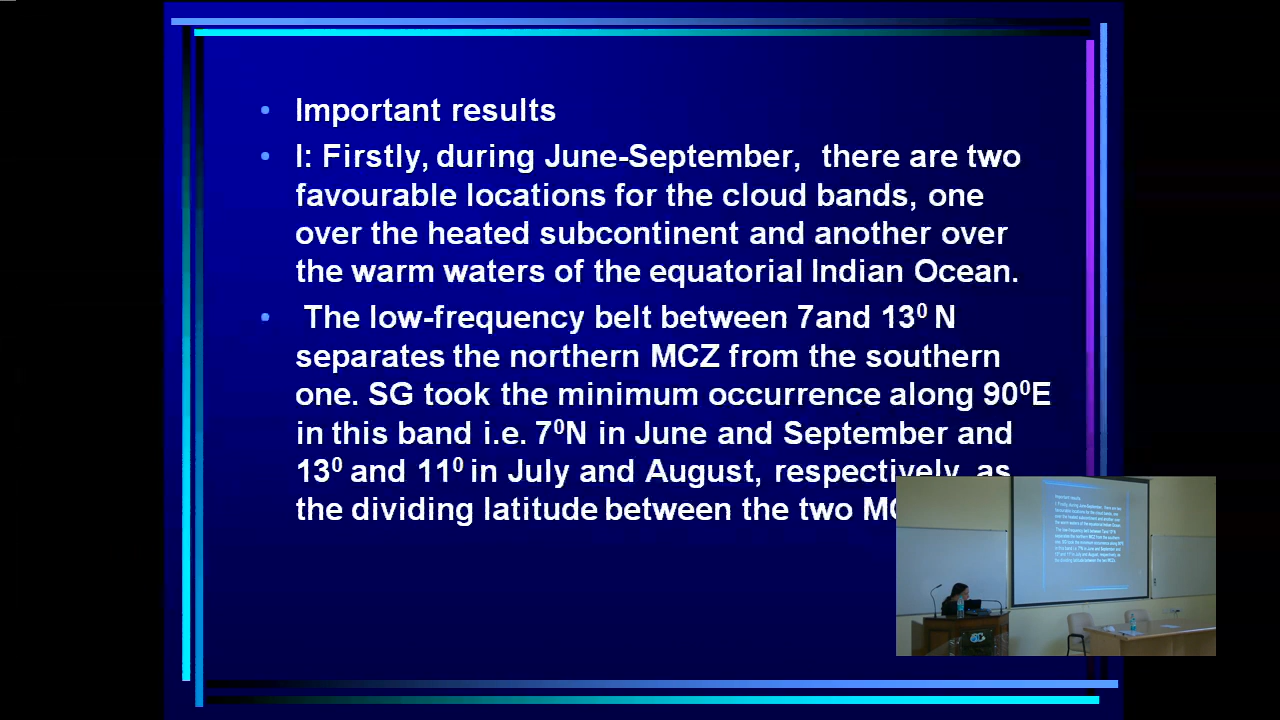 Important results
I: Firstly, during June-September, there are two
favourable locations for the cloud bands, one
over the heated subcontinent and another over
the warm waters of the equatorial Indian Ocean.
The low-frequency belt between 7and 13⁰ N
separates the northern MCZ from the southern
one. SG took the minimum occurrence along 90⁰E
in this band i.e. 7⁰N in June and September and
13⁰ and 11⁰ in July and August, respectively, as
the dividing latitude between the two